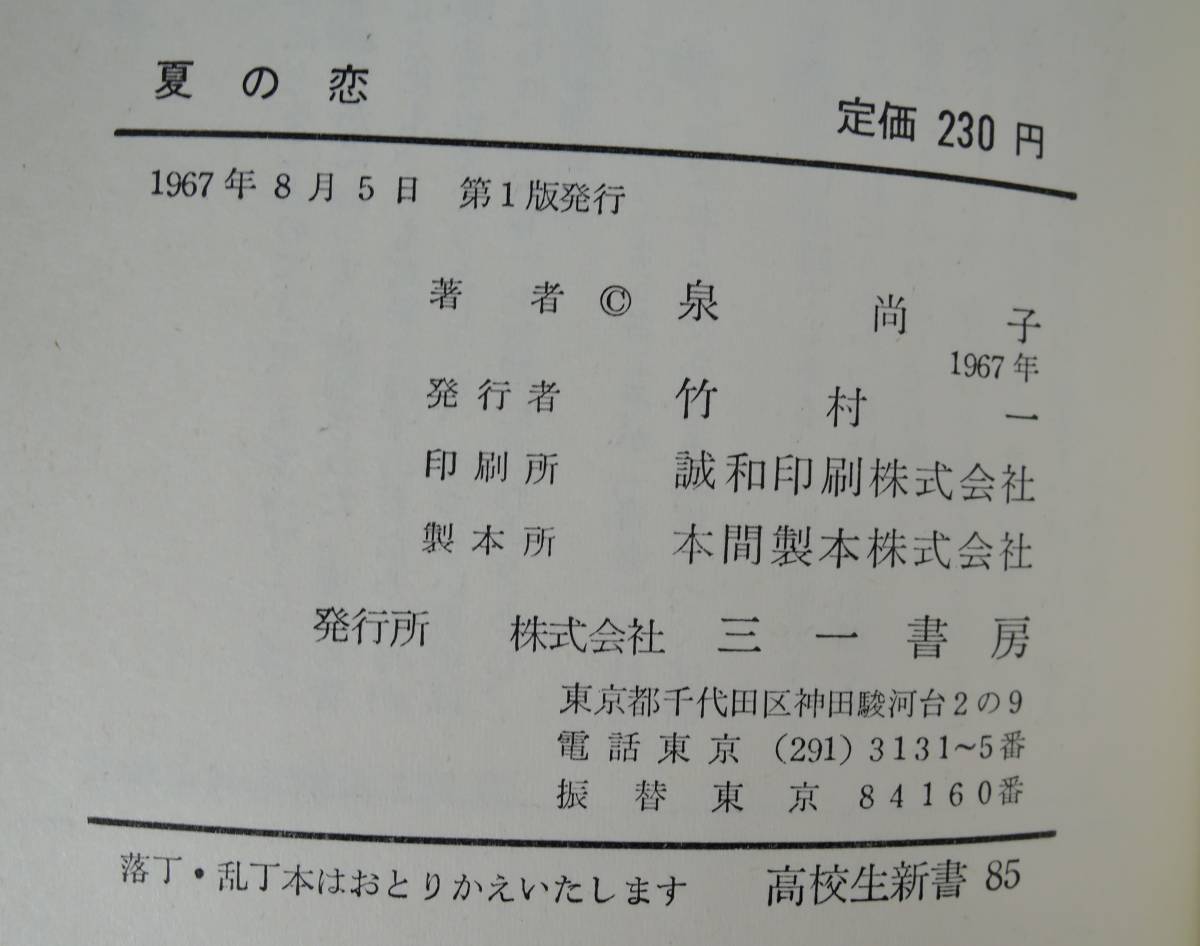 夏の恋
定価 230 円
1967年8月5日 第1版発行
著者 © 泉尚子
1967年
発行者 竹村一
印刷所 誠和印刷株式会社
製本所 本間製本株式会社
発行所 株式会社 三一書房
東京都千代田区神田駿河台2の9
電話東京 (291) 3131~5番
振替東京 84160番
落丁・乱丁本はおとりかえいたします 高校生新書 85